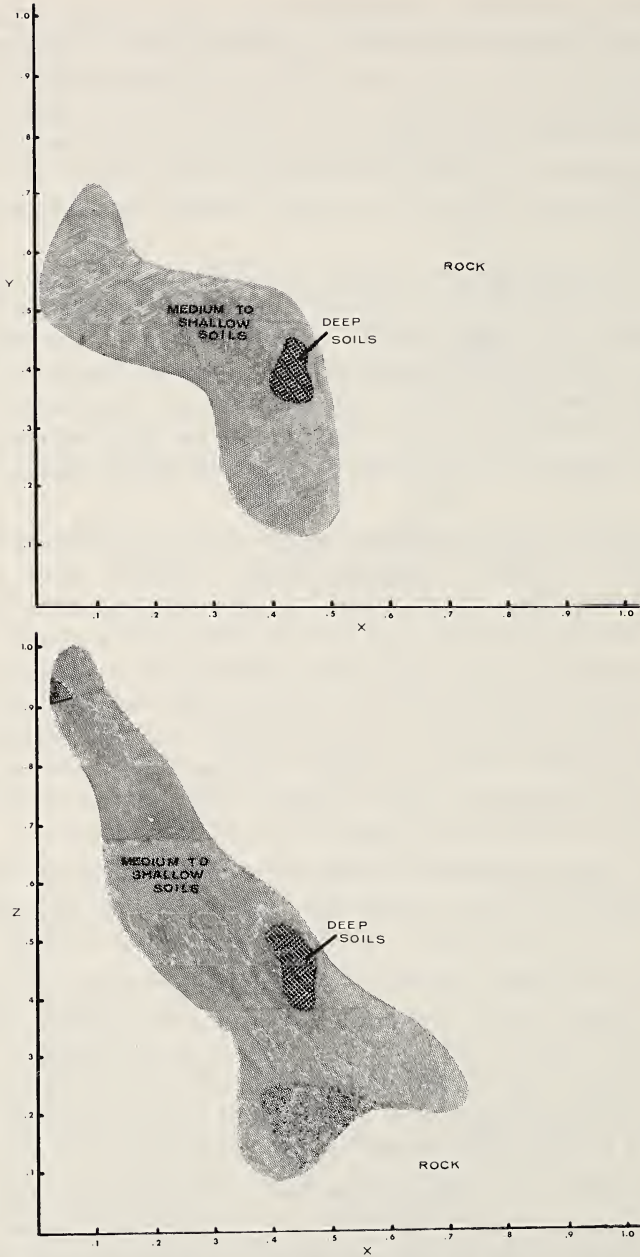 1.0
.9
.8
.7
.6
Y
.5
.4
.3
.2
.1
ROCK
MEDIUM TO
SHALLOW
SOILS
DEEP
SOILS
.1 .2 .3 .4 .5 .6 .7 .8 .9 1.0
X
1.0
.9
.8
.7
.6
Z
.5
.4
.3
.2
.1
MEDIUM TO
SHALLOW
SOILS
DEEP
SOILS
ROCK
.1 .2 .3 .4 .5 .6 .7 .8 .9 1.0
X